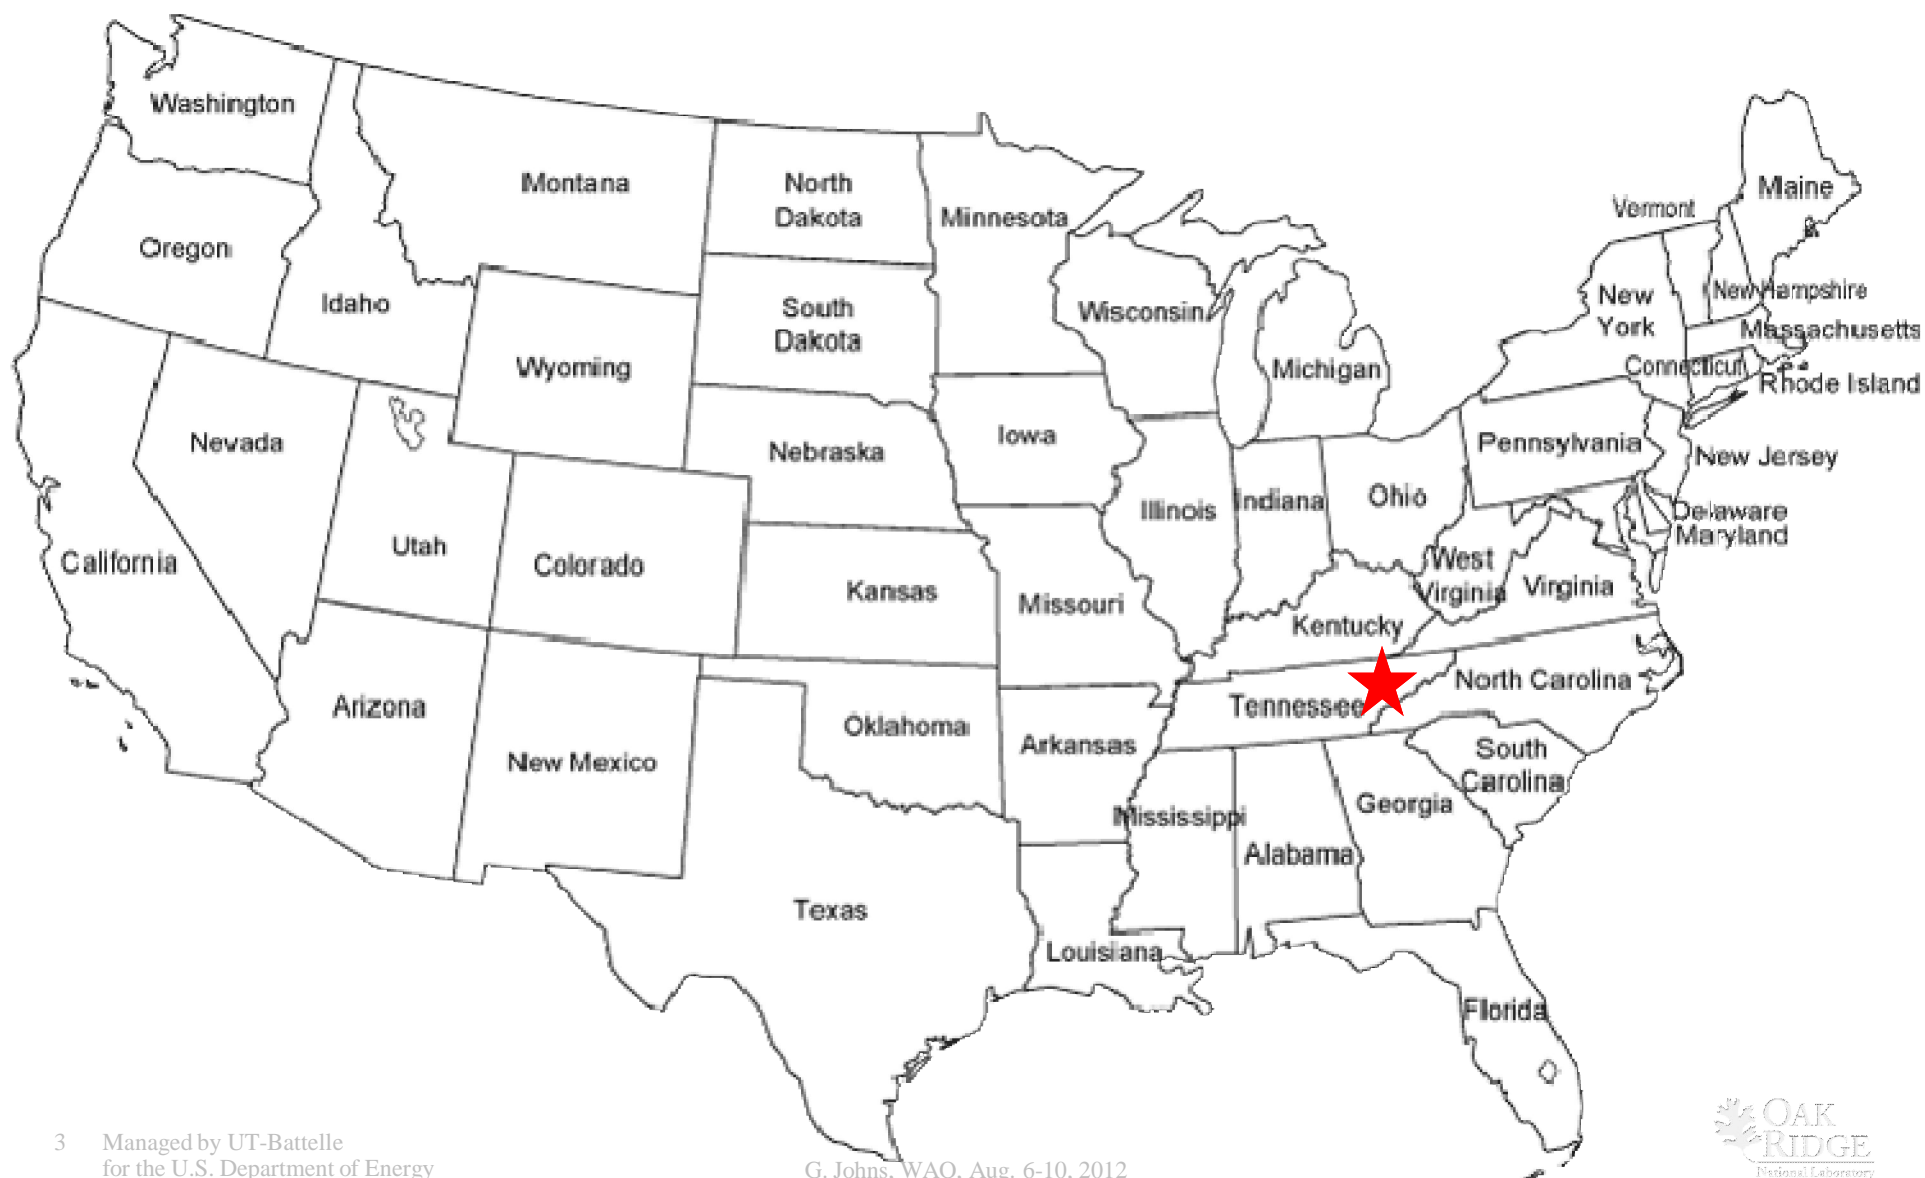 Washington
Montana
North
Dakota
Minnesota
Maine
Vermont
Oregon
Idaho
South
Dakota
Wisconsin
New
York
New Hampshire
Massachusetts
Wyoming
Michigan
Connecticut
Rhode Island
Nevada
Nebraska
Iowa
Pennsylvania
New Jersey
Illinois
Indiana
Ohio
Delaware
Maryland
California
Utah
Colorado
Kansas
Missouri
West
Virginia
Virginia
Kentucky
Arizona
New Mexico
Oklahoma
Arkansas
Tennessee
North Carolina
South
Carolina
Mississippi
Alabama
Georgia
Texas
Louisiana
Florida
3 Managed by UT-Battelle
for the U.S. Department of Energy
G. Johns, WAO, Aug. 6-10, 2012
OAK
RIDGE
National Laboratory